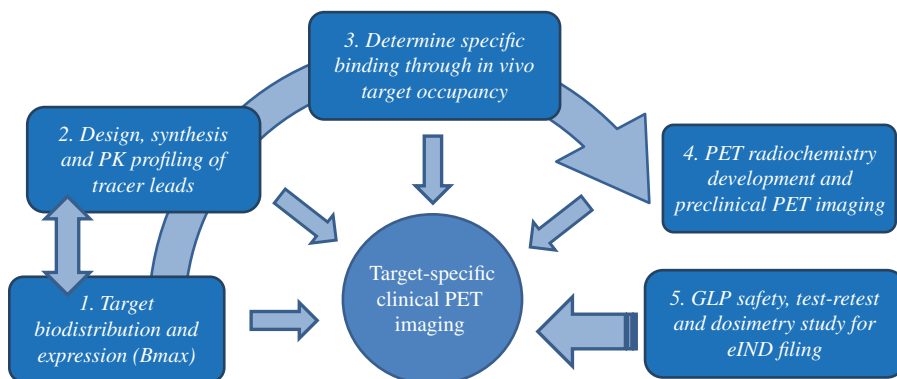 3. Determine specific
binding through in vivo
target occupancy
2. Design, synthesis
and PK profiling of
tracer leads
4. PET radiochemistry
development and
preclinical PET imaging
Target-specific
clinical PET
imaging
1. Target
biodistribution and
expression (Bmax)
5. GLP safety, test-retest
and dosimetry study for
eIND filing